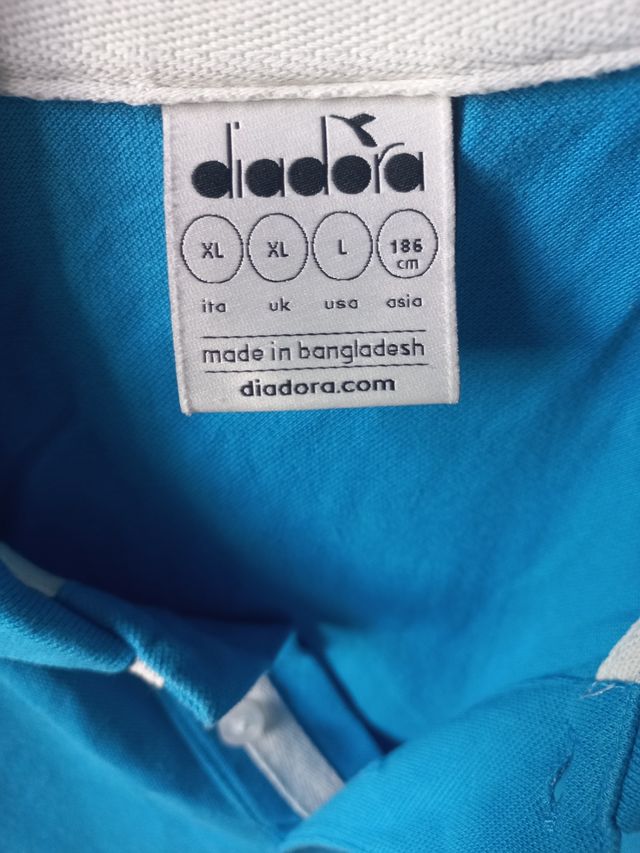 diadora
XL XL L 186 cm
ita uk usa asia
made in bangladesh
diadora.com